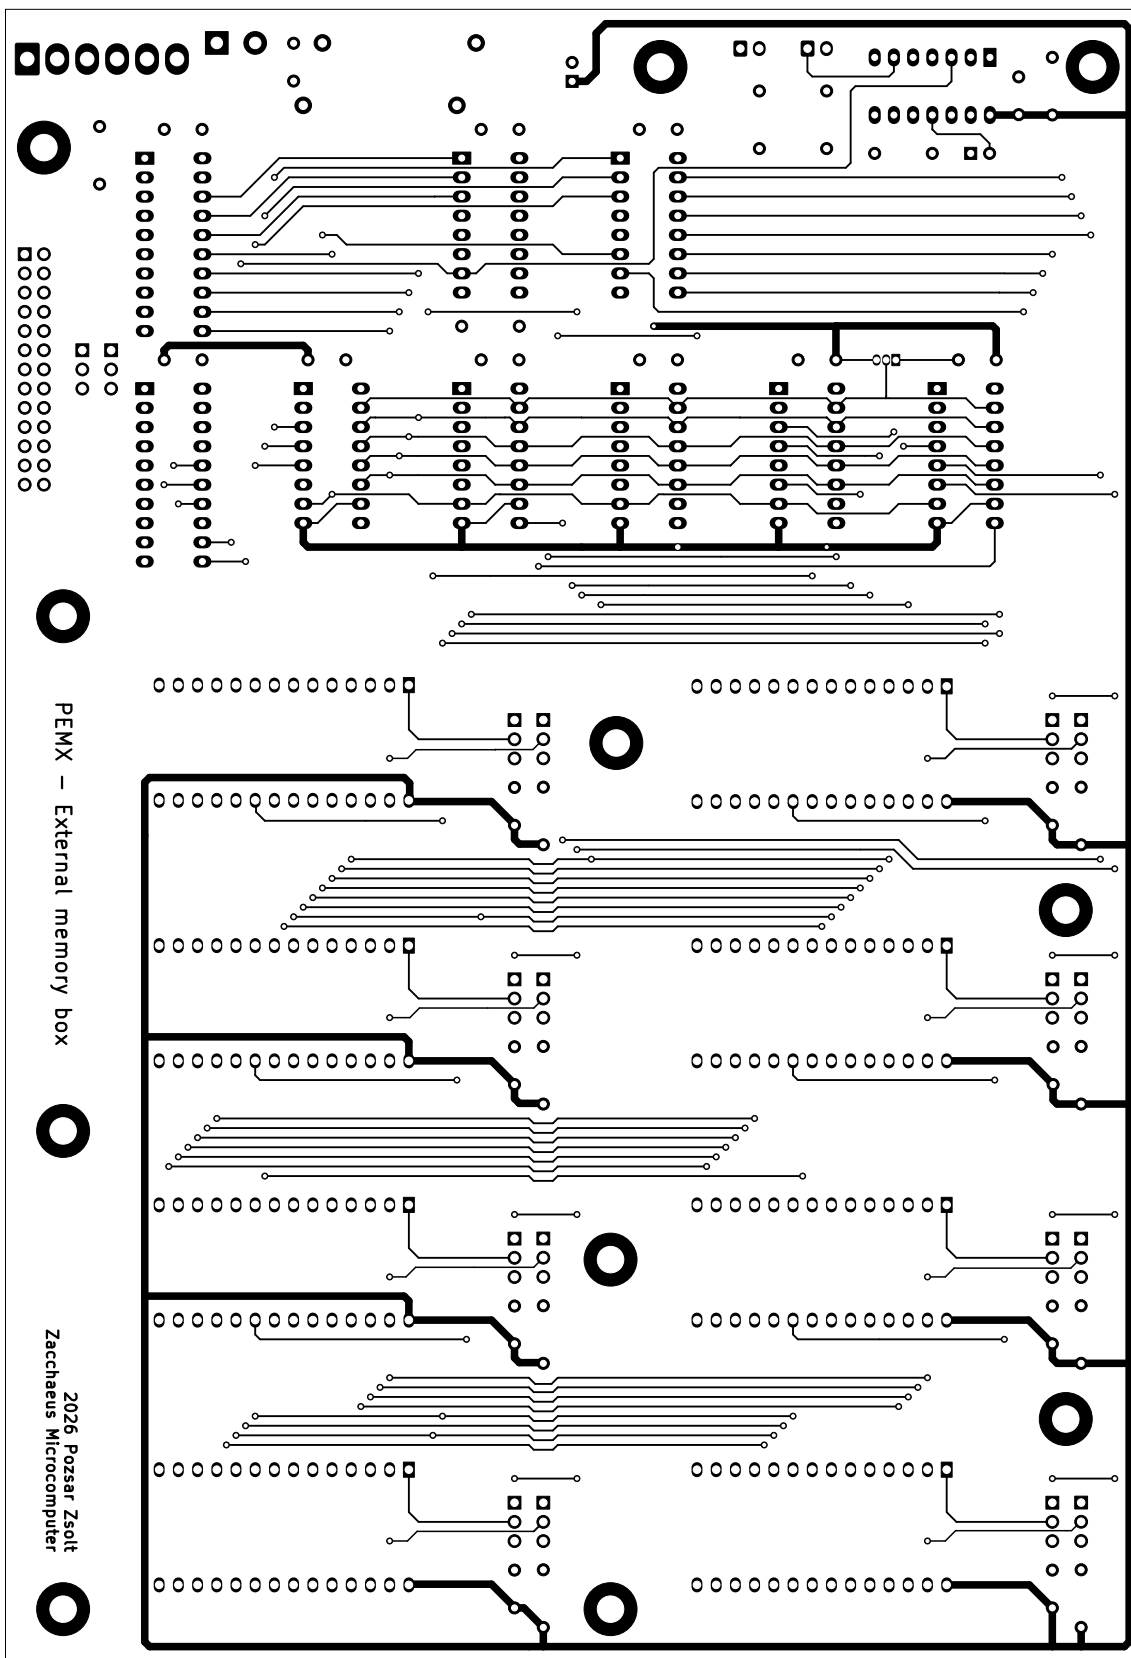 PEMX - External memory box
2026 Pozsar Zsolt
Zacchaeus Microcomputer